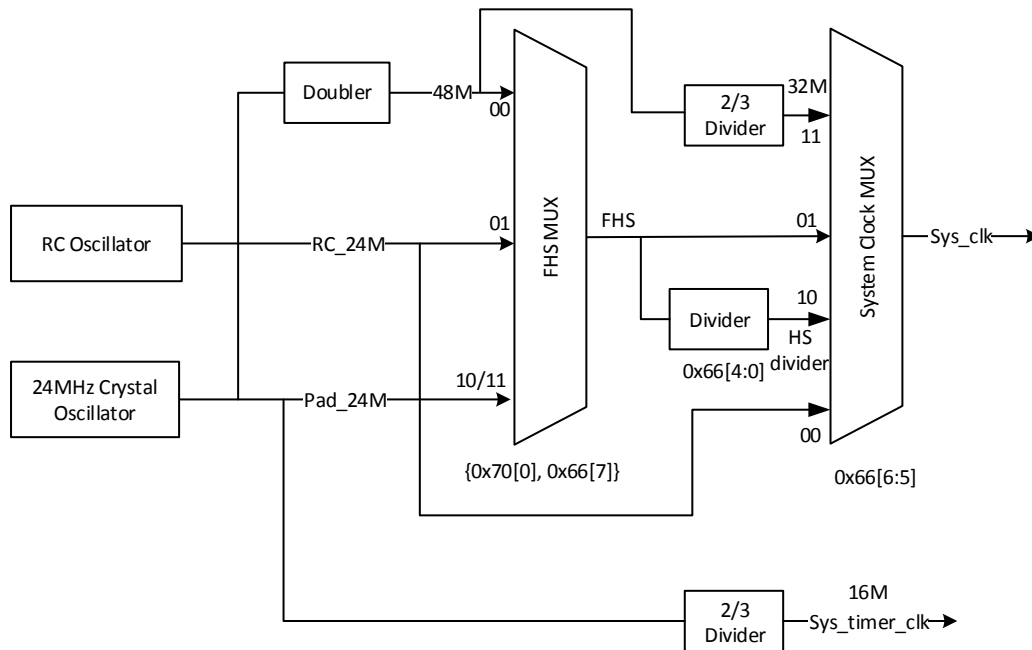 Doubler
48M
00
2/3
Divider
32M
11
RC Oscillator
RC_24M
01
FHS MUX
FHS
01
System Clock MUX
Sys_clk
Divider
10
HS
divider
0x66[4:0]
24MHz Crystal
Oscillator
Pad_24M
10/11
00
{0x70[0], 0x66[7]}
0x66[6:5]
2/3
Divider
16M
Sys_timer_clk